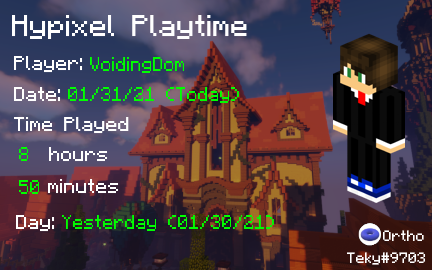 Hypixel Playtime
Player: VoidingDom
Date: 01/31/21 (Today)
Time Played
8 hours
50 minutes
Day: Yesterday (01/30/21)
Ortho
Teky#9703